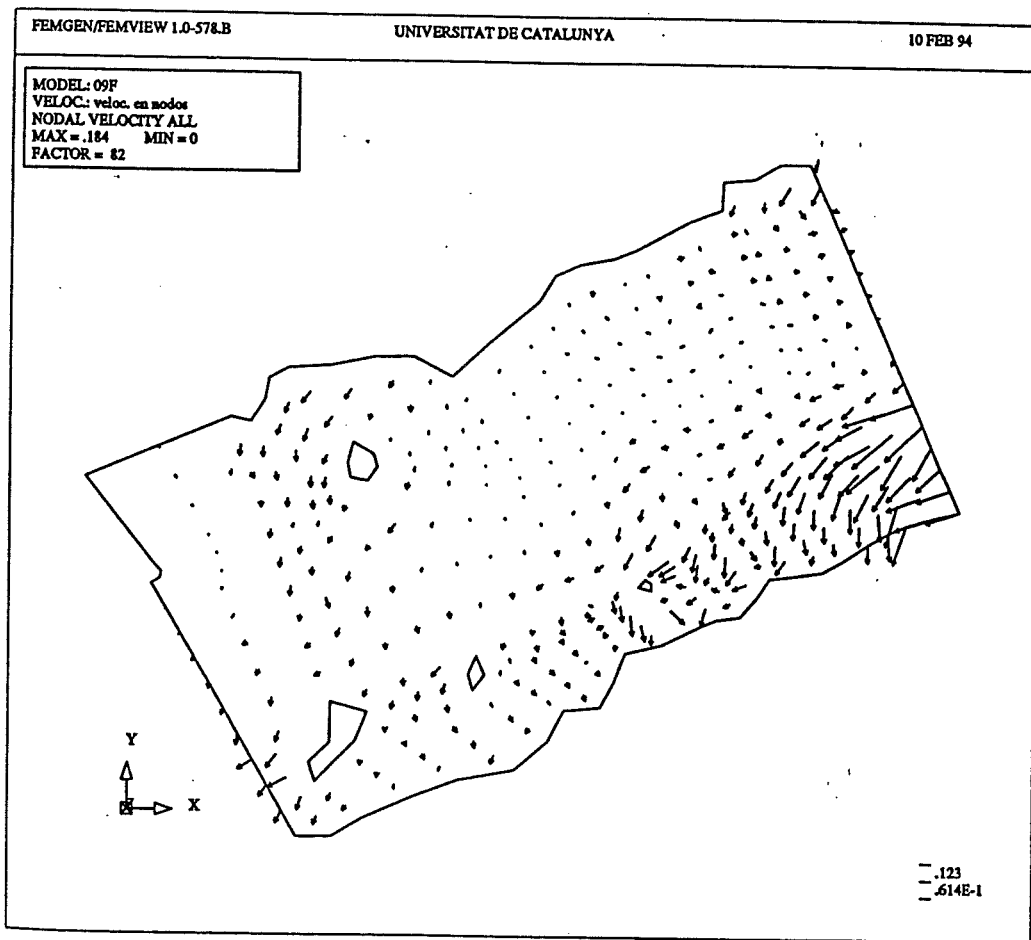 FEMGEN/FEMVIEW 1.0-578.B UNIVERSITAT DE CATALUNYA 10 FEB 94
MODEL: 09F
VELOC.: veloc. en nodos
NODAL VELOCITY ALL
MAX = .184 MIN = 0
FACTOR = 82
Y
X
.123
.614E-1